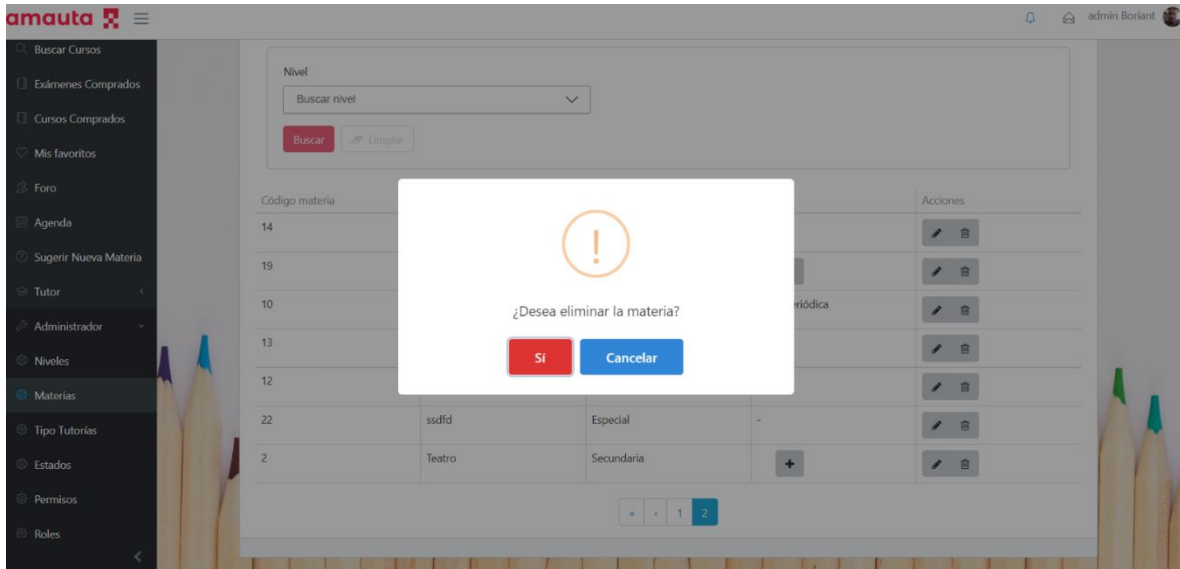 amauta
admin Boriant
Buscar Cursos
Exámenes Comprados
Cursos Comprados
Mis favoritos
Foro
Agenda
Sugerir Nueva Materia
Tutor
Administrador
Niveles
Materias
Tipo Tutorías
Estados
Permisos
Roles
Nivel
Buscar nivel
Buscar Limpiar
Código materia Acciones
14
19
10 riódica
13
12
22 ssdfd Especial -
2 Teatro Secundaria +
« ‹ 1 2
¿Desea eliminar la materia?
Sí Cancelar